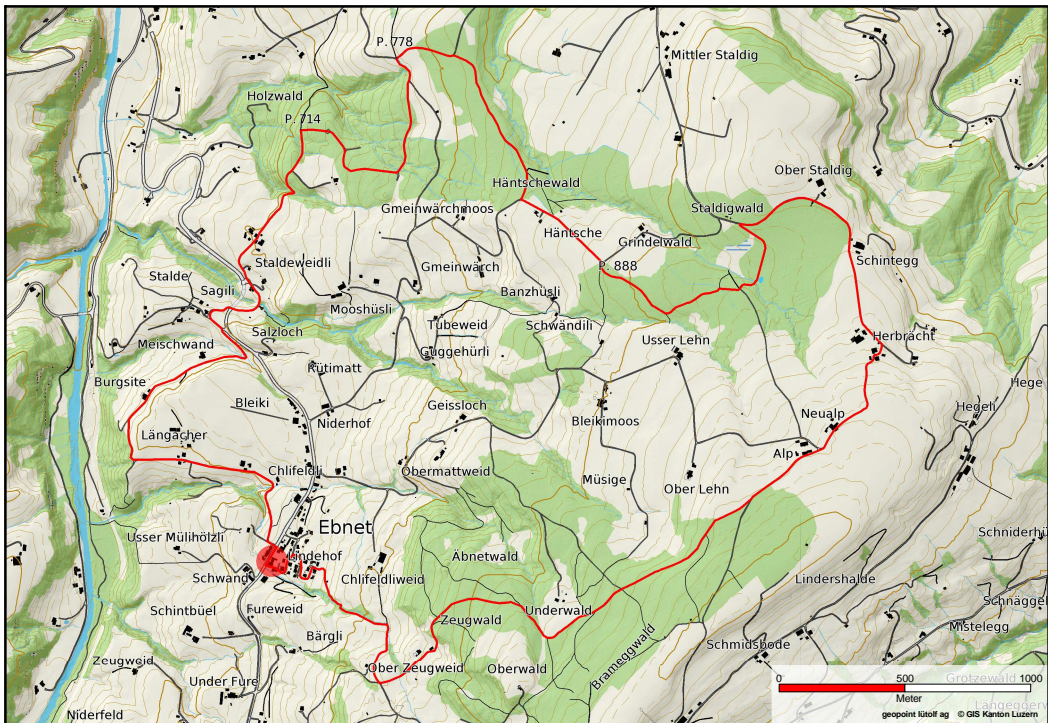 P. 778
Mittler Staldig
Holzwald
P. 714
Ober Staldig
Häntschewald
Gmeinwärchmoos
Staldigwald
Häntsche
Grindelwald
Staldeweidli
Gmeinwärch
P. 888
Schintegg
Stalde
Sagili
Banzhüsli
Mooshüsli
Salzloch
Tubeweid
Schwändili
Meischwand
Guggehürli
Usser Lehn
Herbrächt
Rütimatt
Burgsite
Hege
Bleiki
Geissloch
Hegeli
Niderhof
Bleikimoos
Neualp
Längacher
Alp
Chlifeldli
Obermattweid
Müsige
Ober Lehn
Ebnet
Schniderhü
Usser Mülihölzli
Lindehof
Äbnetwald
Schwang
Chlifeldliweid
Lindershalde
Schintbüel
Fureweid
Zeugwald
Underwald
Schnäggel
Bärgli
Mistelegg
Brameggwald
Schmidsbode
Zeugweid
Ober Zeugweid
Oberwald
Under Fure
Grotzewald
0 500 1000
Meter
Niderfeld
Längeggerw
geopoint lütolf ag © GIS Kanton Luzern